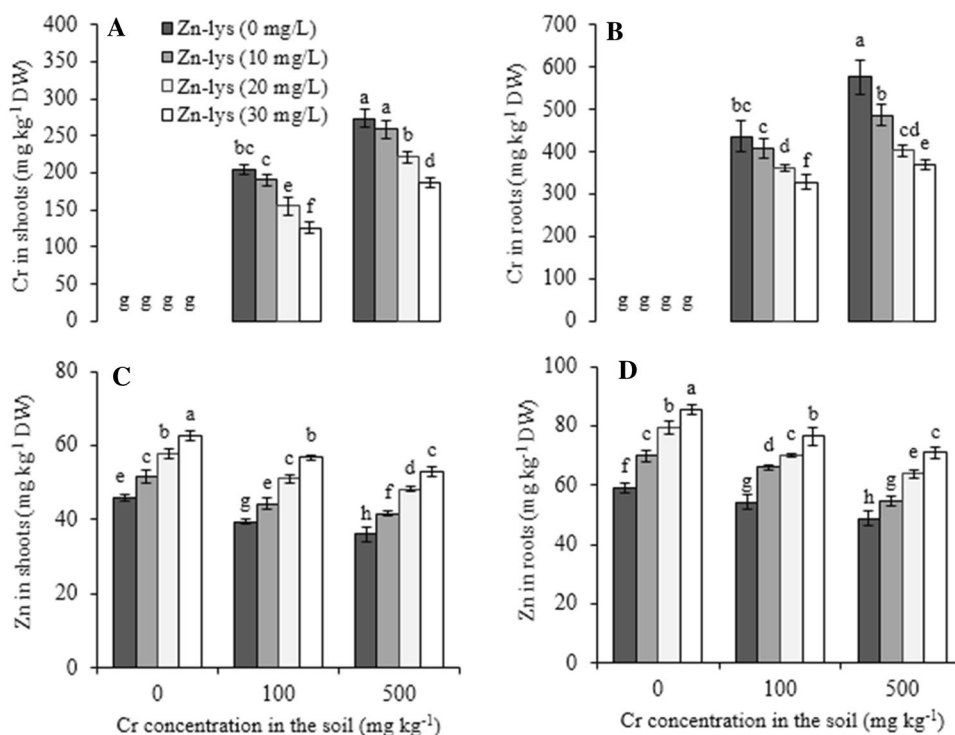 A
Cr in shoots (mg kg⁻¹ DW)
400
350
300
250
200
150
100
50
0
Zn-lys (0 mg/L)
Zn-lys (10 mg/L)
Zn-lys (20 mg/L)
Zn-lys (30 mg/L)
g g g g
bc c e f
a a b d
B
Cr in roots (mg kg⁻¹ DW)
700
600
500
400
300
200
100
0
g g g g
bc c d f
a b cd e
C
Zn in shoots (mg kg⁻¹ DW)
80
60
40
20
0
e c b a
g e c b
h f d c
0 100 500
Cr concentration in the soil (mg kg⁻¹)
D
Zn in roots (mg kg⁻¹ DW)
100
80
60
40
20
0
f c b a
g d c b
h g e c
0 100 500
Cr concentration in the soil (mg kg⁻¹)